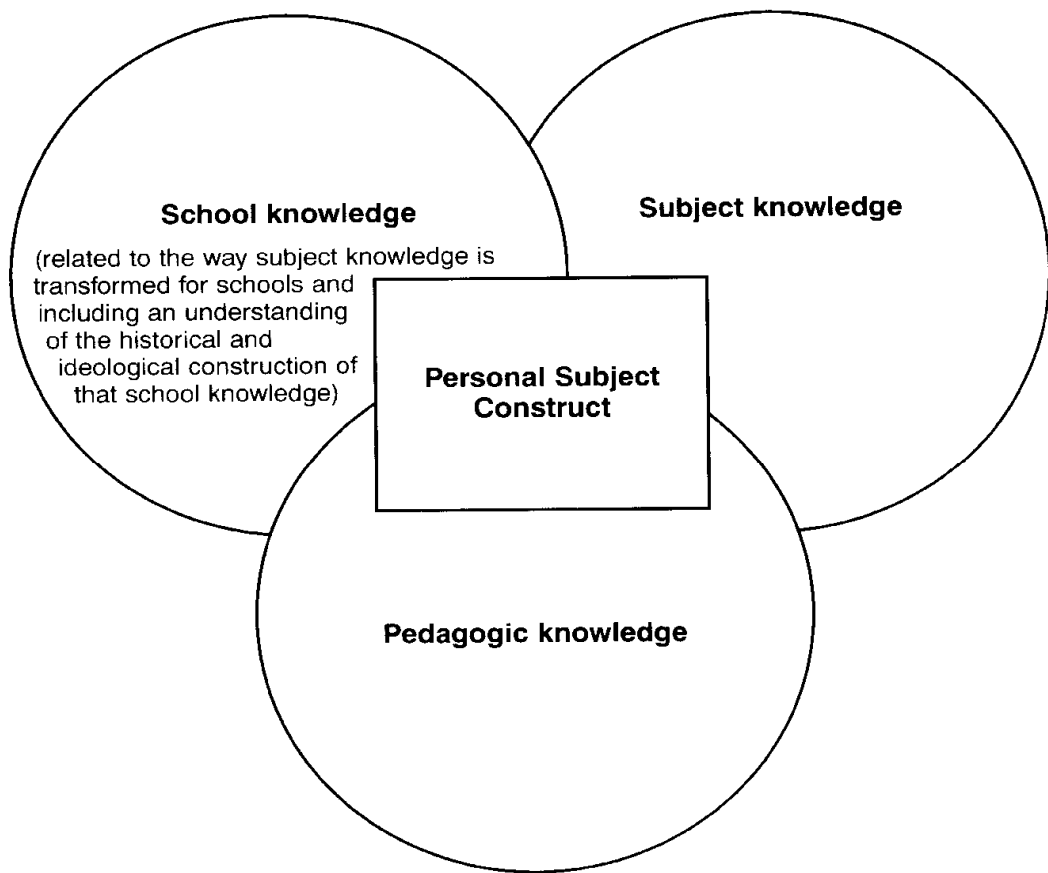 School knowledge
(related to the way subject knowledge is
transformed for schools and
including an understanding
of the historical and
ideological construction of
that school knowledge)
Subject knowledge
Personal Subject
Construct
Pedagogic knowledge